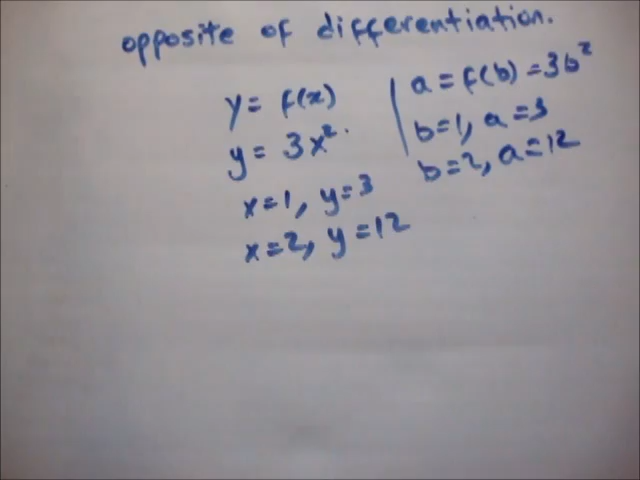 opposite of differentiation.
y = f(x)
y = 3x².
x=1, y=3
x=2, y=12
a = f(b) = 3b²
b=1, a=3
b=2, a=12